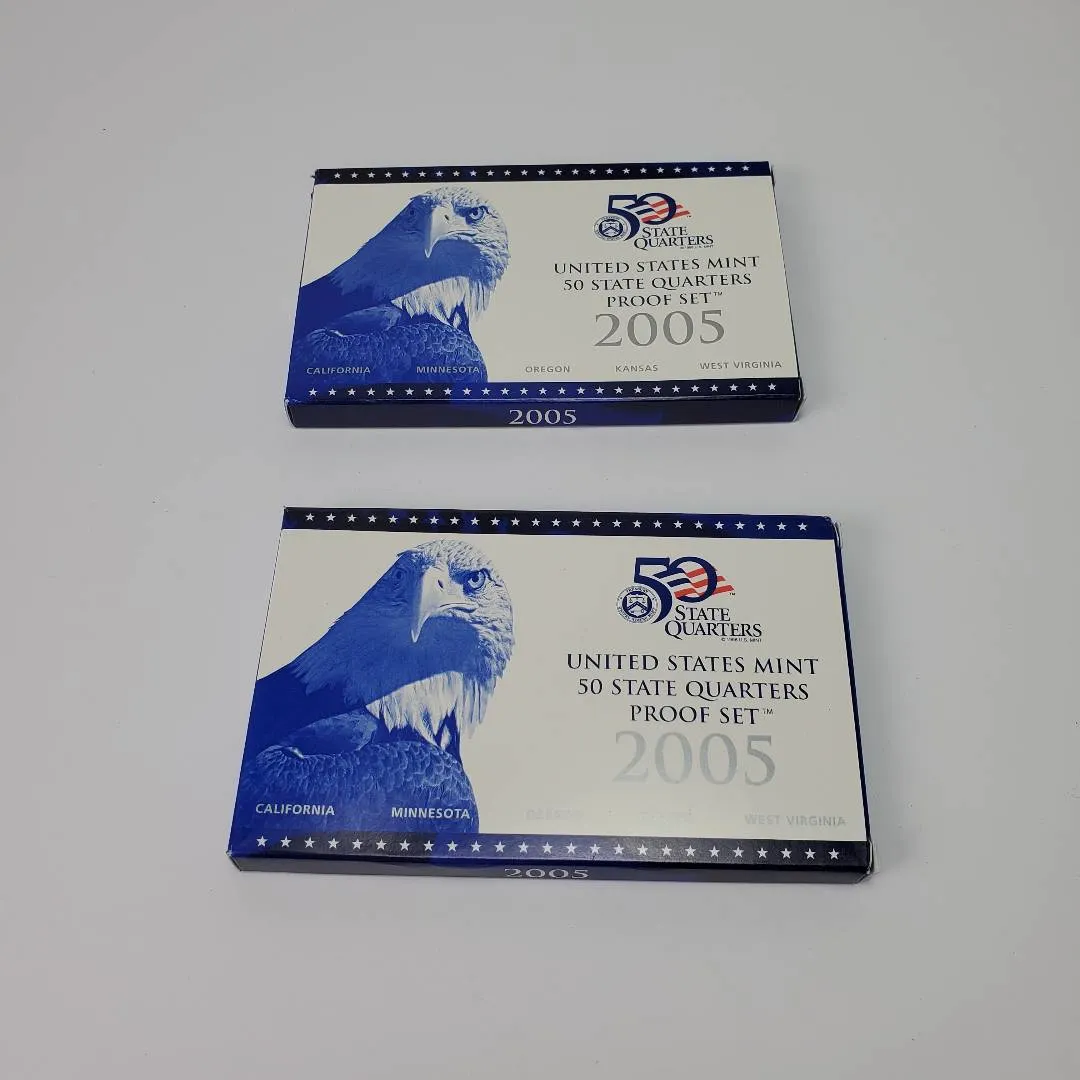 50
STATE
QUARTERS
UNITED STATES MINT
50 STATE QUARTERS
PROOF SET™
2005
CALIFORNIA MINNESOTA OREGON KANSAS WEST VIRGINIA
2005
50
STATE
QUARTERS
UNITED STATES MINT
50 STATE QUARTERS
PROOF SET™
2005
CALIFORNIA MINNESOTA WEST VIRGINIA
2005